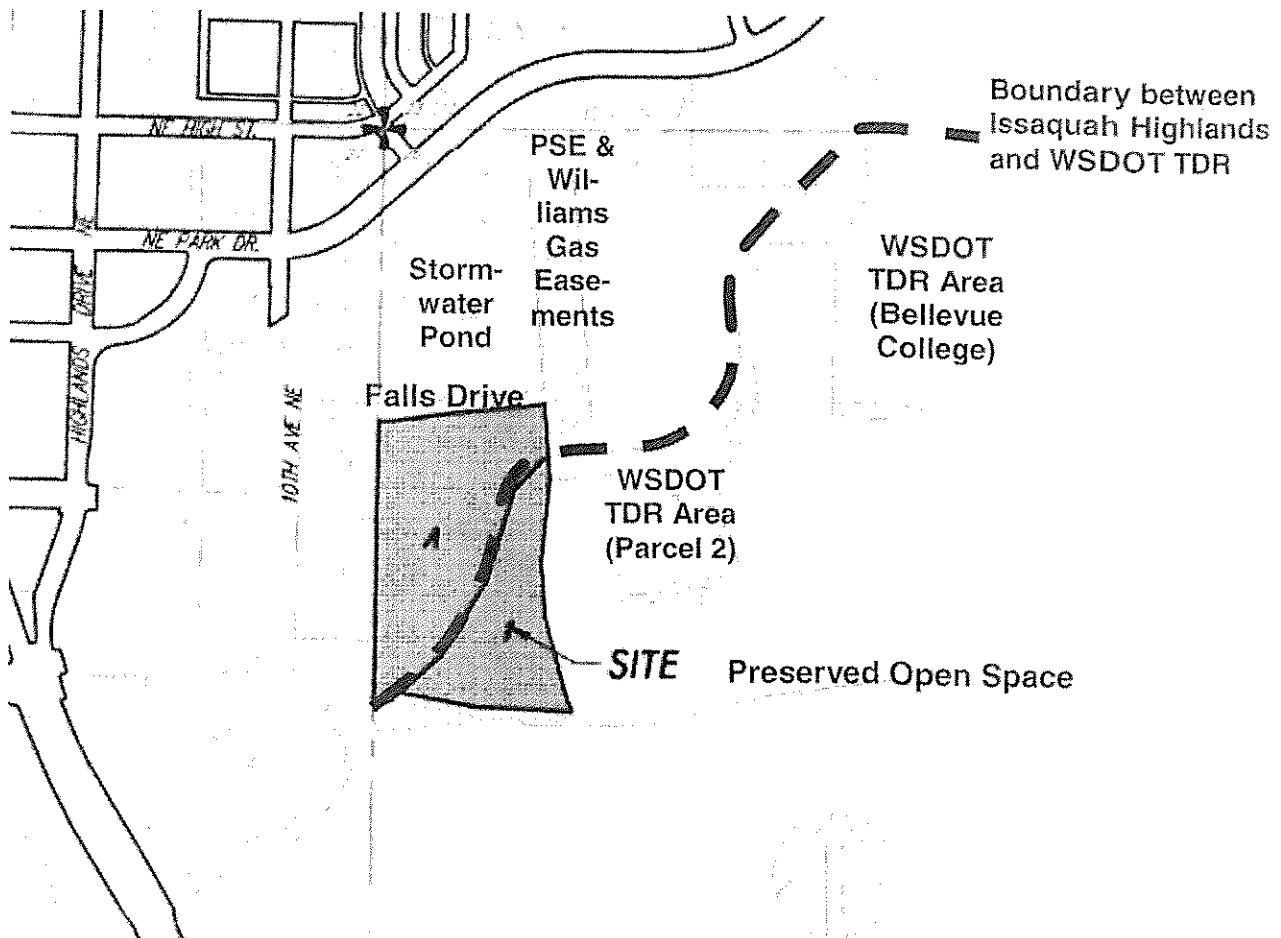 Boundary between
Issaquah Highlands
and WSDOT TDR
NE HIGH ST.
PSE &
Wil-
liams
Gas
Ease-
ments
NE PARK DR.
HIGHLANDS DRIVE NE
Storm-
water
Pond
WSDOT
TDR Area
(Bellevue
College)
Falls Drive
10TH AVE NE
WSDOT
TDR Area
(Parcel 2)
SITE
Preserved Open Space